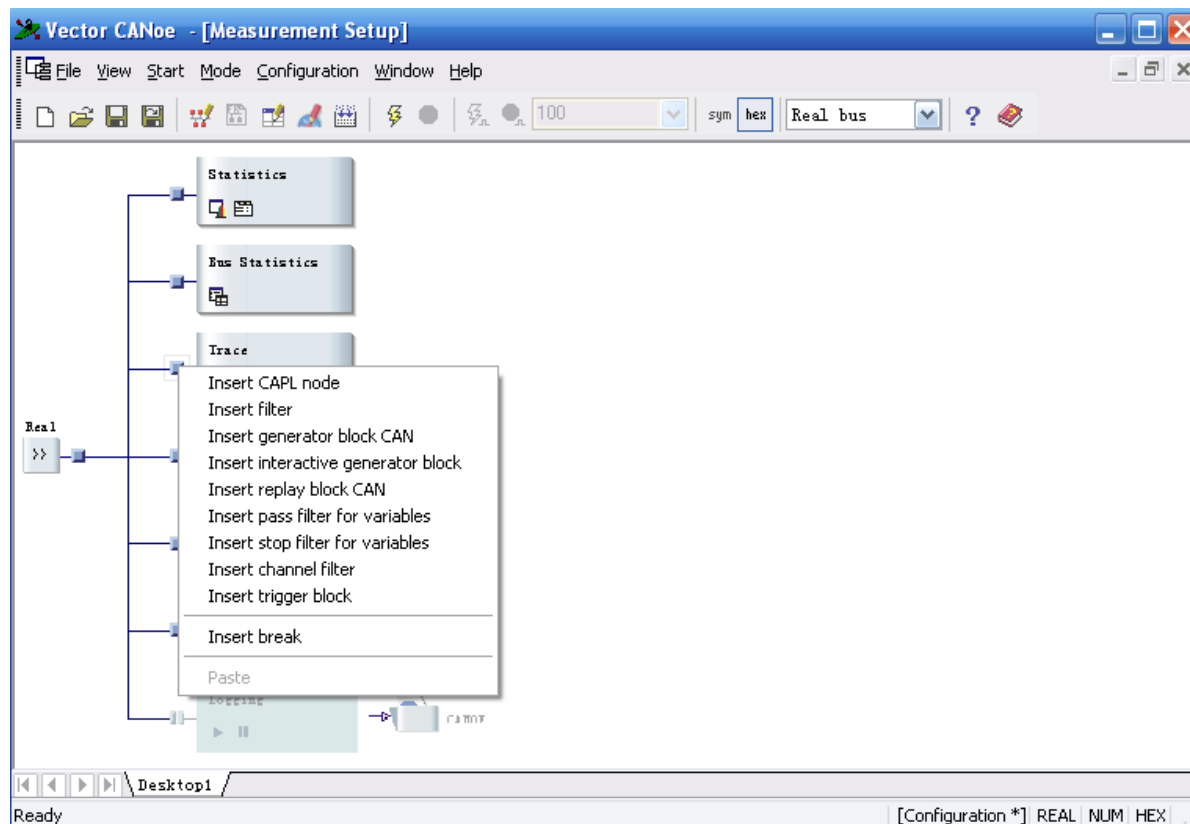 Vector CANoe - [Measurement Setup]
File View Start Mode Configuration Window Help
100 sym hex Real bus ?
Statistics
Bus Statistics
Trace
Insert CAPL node
Insert filter
Insert generator block CAN
Insert interactive generator block
Insert replay block CAN
Insert pass filter for variables
Insert stop filter for variables
Insert channel filter
Insert trigger block
Insert break
Paste
Real
>>
Logging
Desktop1
Ready [Configuration *] REAL NUM HEX